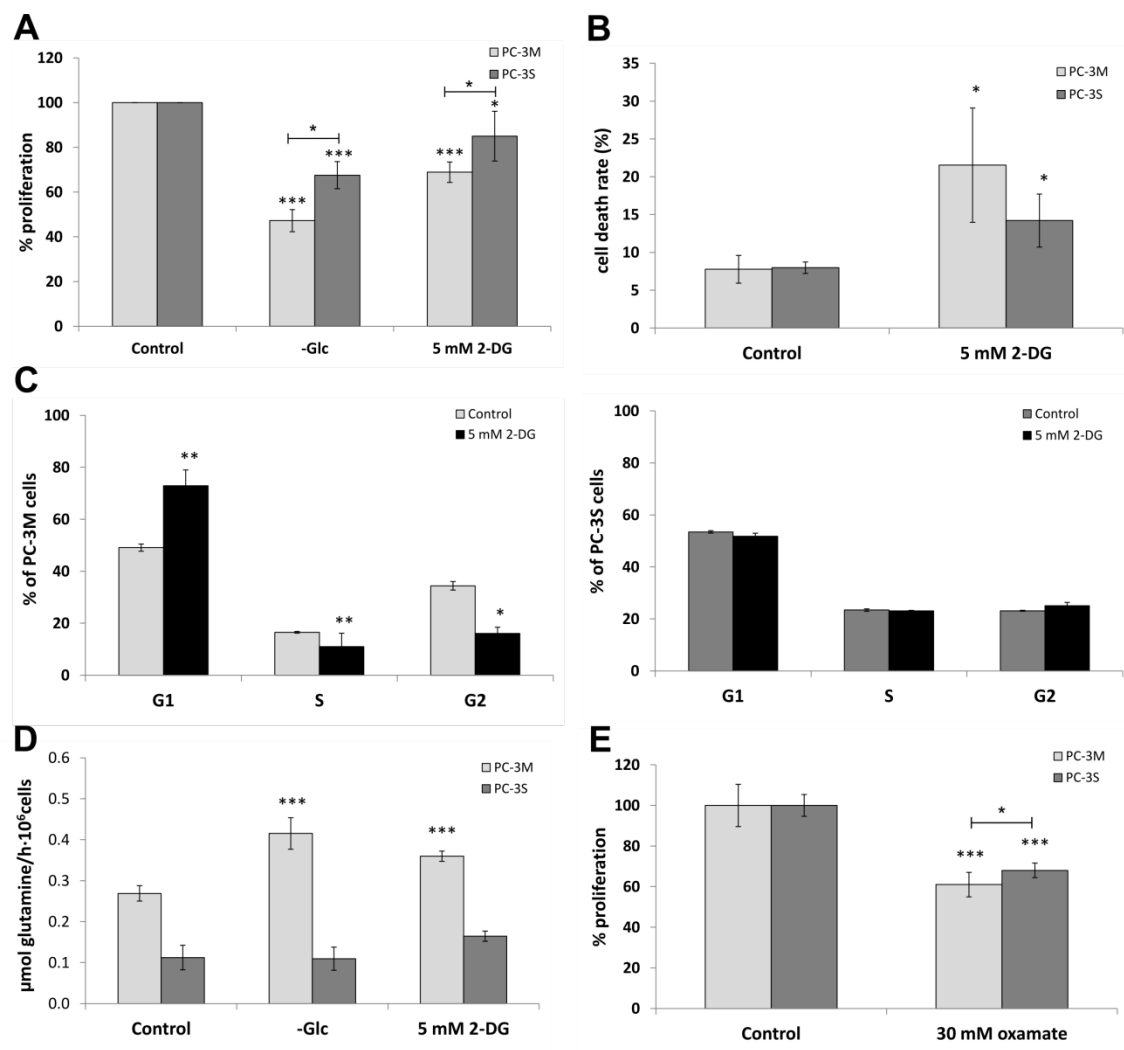 A
% proliferation
120
100
80
60
40
20
0
PC-3M
PC-3S
*
*
*
***
***
***
Control
-Glc
5 mM 2-DG
B
cell death rate (%)
35
30
25
20
15
10
5
0
PC-3M
PC-3S
*
*
Control
5 mM 2-DG
C
% of PC-3M cells
100
80
60
40
20
0
Control
5 mM 2-DG
**
**
*
G1
S
G2
% of PC-3S cells
100
80
60
40
20
0
Control
5 mM 2-DG
G1
S
G2
D
µmol glutamine/h·10⁶cells
0.6
0.5
0.4
0.3
0.2
0.1
0.0
PC-3M
PC-3S
***
***
Control
-Glc
5 mM 2-DG
E
% proliferation
120
100
80
60
40
20
0
PC-3M
PC-3S
*
***
***
Control
30 mM oxamate